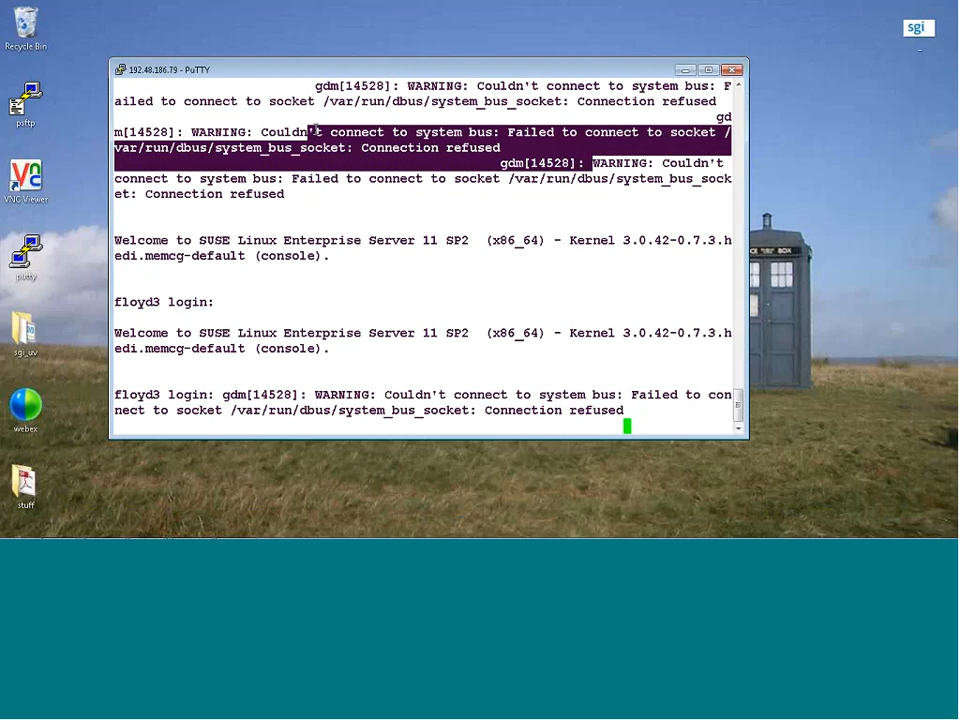 Recycle Bin
psftp
VNC Viewer
putty
sgi_uv
webex
stuff
sgi
192.48.186.79 - PuTTY
gdm[14528]: WARNING: Couldn't connect to system bus: F
ailed to connect to socket /var/run/dbus/system_bus_socket: Connection refused
gd
m[14528]: WARNING: Couldn't connect to system bus: Failed to connect to socket /
var/run/dbus/system_bus_socket: Connection refused
gdm[14528]: WARNING: Couldn't
connect to system bus: Failed to connect to socket /var/run/dbus/system_bus_sock
et: Connection refused
Welcome to SUSE Linux Enterprise Server 11 SP2  (x86_64) - Kernel 3.0.42-0.7.3.h
edi.memcg-default (console).
floyd3 login:
Welcome to SUSE Linux Enterprise Server 11 SP2  (x86_64) - Kernel 3.0.42-0.7.3.h
edi.memcg-default (console).
floyd3 login: gdm[14528]: WARNING: Couldn't connect to system bus: Failed to con
nect to socket /var/run/dbus/system_bus_socket: Connection refused